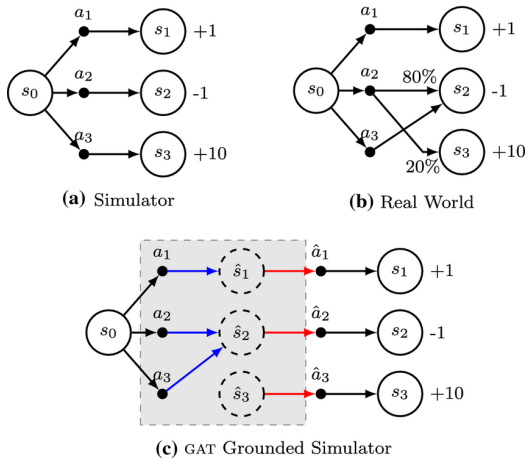 a₁ s₁ +1
s₀ a₂ s₂ -1
a₃ s₃ +10
(a) Simulator
a₁ s₁ +1
s₀ a₂ 80% s₂ -1
a₃ 20% s₃ +10
(b) Real World
a₁ ŝ₁ â₁ s₁ +1
s₀ a₂ ŝ₂ â₂ s₂ -1
a₃ ŝ₃ â₃ s₃ +10
(c) GAT Grounded Simulator